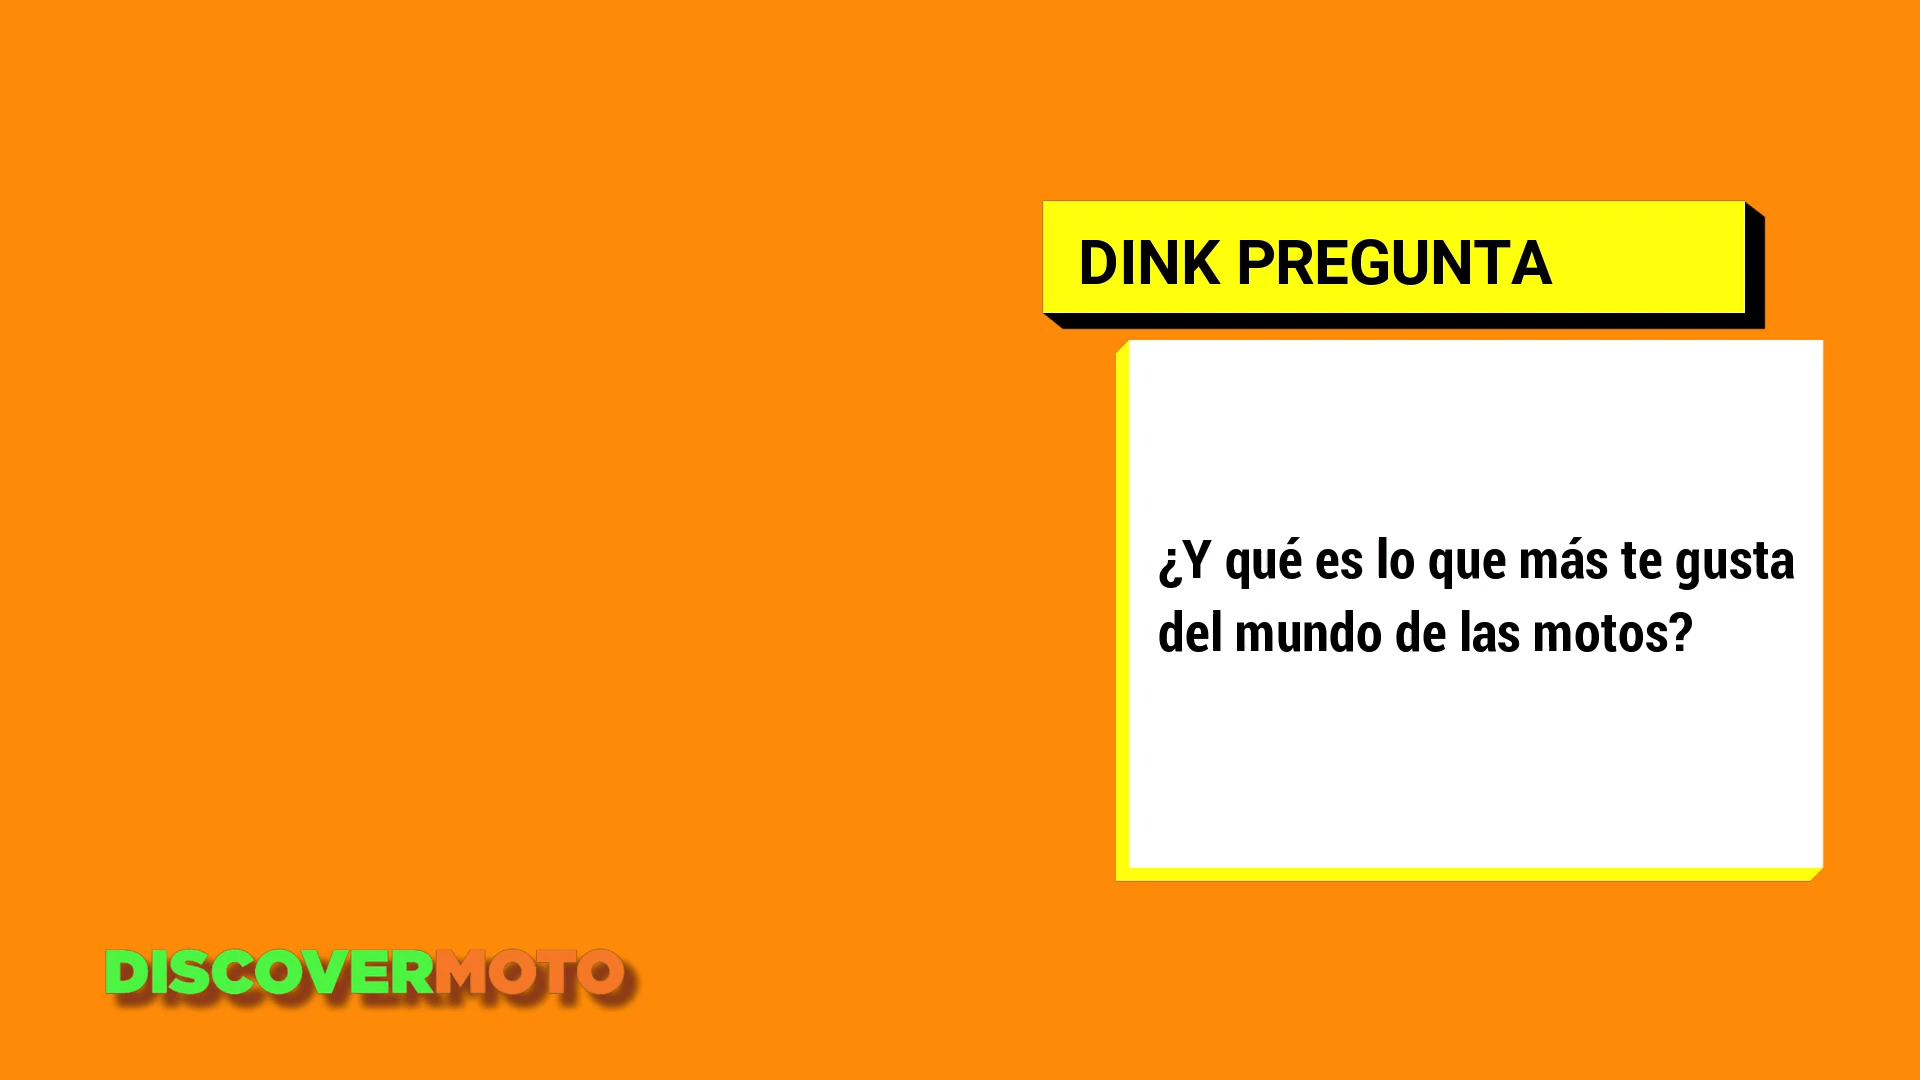 DINK PREGUNTA
¿Y qué es lo que más te gusta
del mundo de las motos?
DISCOVERMOTO